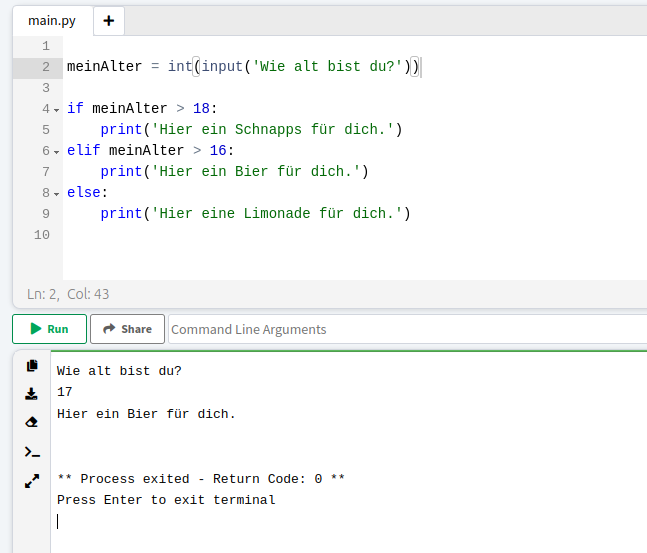 main.py +
1
2 meinAlter = int(input('Wie alt bist du?'))
3
4 if meinAlter > 18:
5     print('Hier ein Schnapps für dich.')
6 elif meinAlter > 16:
7     print('Hier ein Bier für dich.')
8 else:
9     print('Hier eine Limonade für dich.')
10
Ln: 2, Col: 43
Run Share Command Line Arguments
Wie alt bist du?
17
Hier ein Bier für dich.
** Process exited - Return Code: 0 **
Press Enter to exit terminal